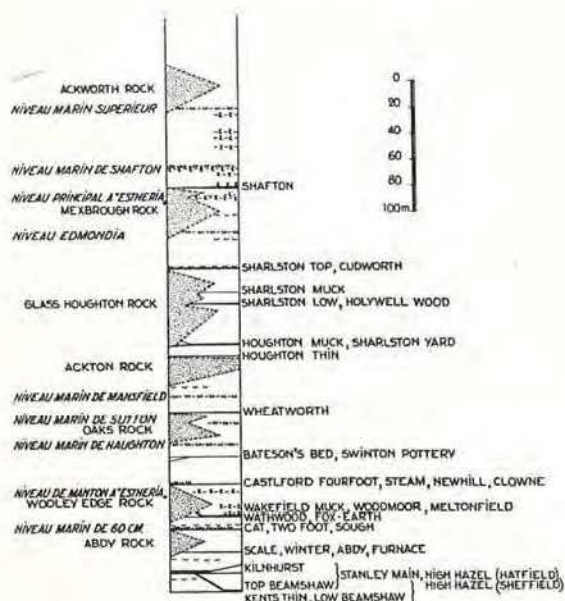 ACKWORTH ROCK
NIVEAU MARIN SUPERIEUR
NIVEAU MARIN DE SHAFTON
NIVEAU PRINCIPAL A "ESTHERIA"
MEXBROUGH ROCK
NIVEAU EDMONDIA
GLASS HOUGHTON ROCK
ACKTON ROCK
NIVEAU MARIN DE MANSFIELD
NIVEAU MARIN DE SUTTON
OAKS ROCK
NIVEAU MARIN DE HAUGHTON
NIVEAU DE MANTON A "ESTHERIA"
WOOLEY EDGE ROCK
NIVEAU MARIN DE 60 CM.
ABDY ROCK
0
20
40
60
80
100m.
SHAFTON
SHARLSTON TOP, CUDWORTH
SHARLSTON MUCK
SHARLSTON LOW, HOLYWELL WOOD
HOUGHTON MUCK, SHARLSTON YARD
HOUGHTON THIN
WHEATWORTH
BATESON'S BED, SWINTON POTTERY
CASTLFORD FOURFOOT, STEAM, NEWHILL, CLOWNE
WAKEFIELD MUCK, WOODMOOR, MELTONFIELD
WATHWOOD, FOX-EARTH
CAT, TWO FOOT, SOUGH
SCALE, WINTER, ABDY, FURNACE
KILNHURST
STANLEY MAIN, HIGH HAZEL (HATFIELD)
TOP BEAMSHAW
HIGH HAZEL (SHEFFIELD)
KENTS THIN, LOW BEAMSHAW